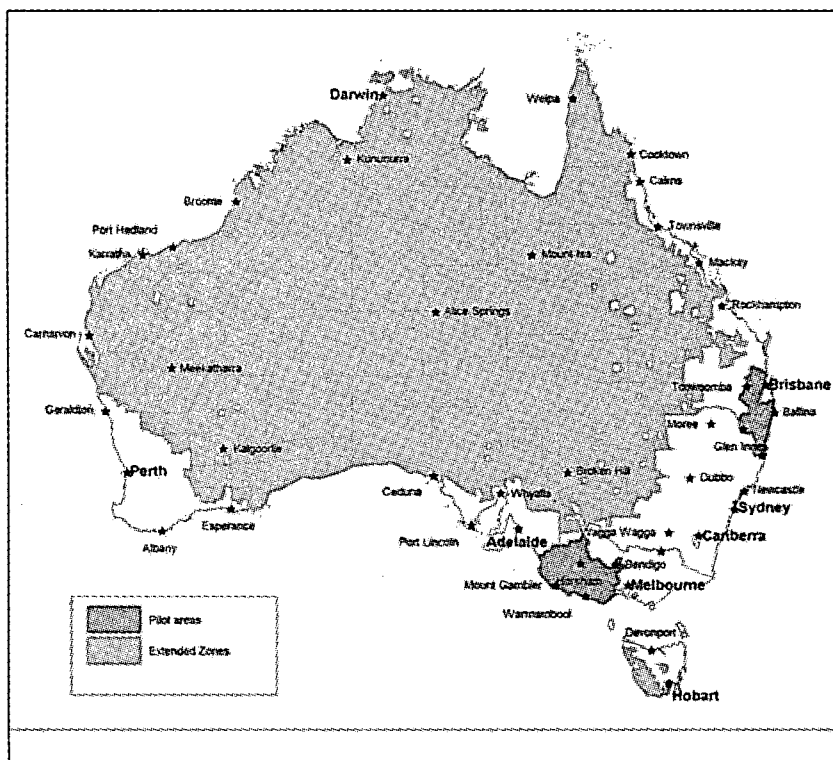 Darwin
Weipa
Kununurra
Cooktown
Cairns
Broome
Townsville
Port Hedland
Karratha
Mount Isa
Mackay
Rockhampton
Alice Springs
Carnarvon
Meekatharra
Toowoomba
Brisbane
Geraldton
Ballina
Moree
Glen Innes
Kalgoorlie
Perth
Broken Hill
Dubbo
Ceduna
Whyalla
Newcastle
Esperance
Sydney
Port Lincoln
Adelaide
Wagga Wagga
Canberra
Albany
Bendigo
Mount Gambier
Horsham
Melbourne
Warrnambool
Pilot areas
Devonport
Extended Zones
Hobart